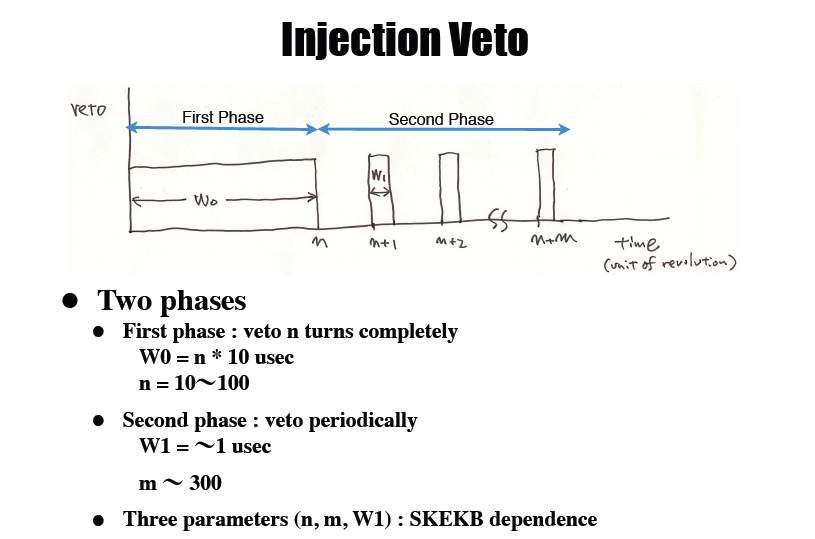 Injection Veto
veto
First Phase
Second Phase
W0
W1
n
n+1
n+2
n+m
time
(unit of revolution)
● Two phases
● First phase : veto n turns completely
W0 = n * 10 usec
n = 10〜100
● Second phase : veto periodically
W1 = 〜1 usec
m 〜 300
● Three parameters (n, m, W1) : SKEKB dependence